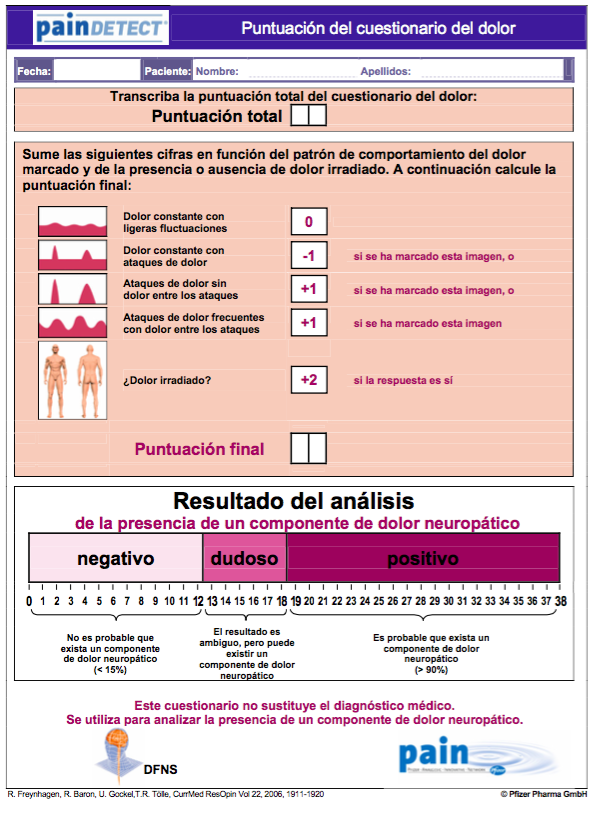 painDETECT® Puntuación del cuestionario del dolor
Fecha: Paciente: Nombre: Apellidos:
Transcriba la puntuación total del cuestionario del dolor:
Puntuación total
Sume las siguientes cifras en función del patrón de comportamiento del dolor
marcado y de la presencia o ausencia de dolor irradiado. A continuación calcule la
puntuación final:
Dolor constante con
ligeras fluctuaciones
0
Dolor constante con
ataques de dolor
-1 si se ha marcado esta imagen, o
Ataques de dolor sin
dolor entre los ataques
+1 si se ha marcado esta imagen, o
Ataques de dolor frecuentes
con dolor entre los ataques
+1 si se ha marcado esta imagen
¿Dolor irradiado? +2 si la respuesta es sí
Puntuación final
Resultado del análisis
de la presencia de un componente de dolor neuropático
negativo dudoso positivo
0 1 2 3 4 5 6 7 8 9 10 11 12 13 14 15 16 17 18 19 20 21 22 23 24 25 26 27 28 29 30 31 32 33 34 35 36 37 38
No es probable que
exista un componente
de dolor neuropático
(< 15%)
El resultado es
ambiguo, pero puede
existir un
componente de dolor
neuropático
Es probable que exista un
componente de dolor
neuropático
(> 90%)
Este cuestionario no sustituye el diagnóstico médico.
Se utiliza para analizar la presencia de un componente de dolor neuropático.
DFNS
pain
Pfizer
R. Freynhagen, R. Baron, U. Gockel,T.R. Tölle, CurrMed ResOpin Vol 22, 2006, 1911-1920 © Pfizer Pharma GmbH